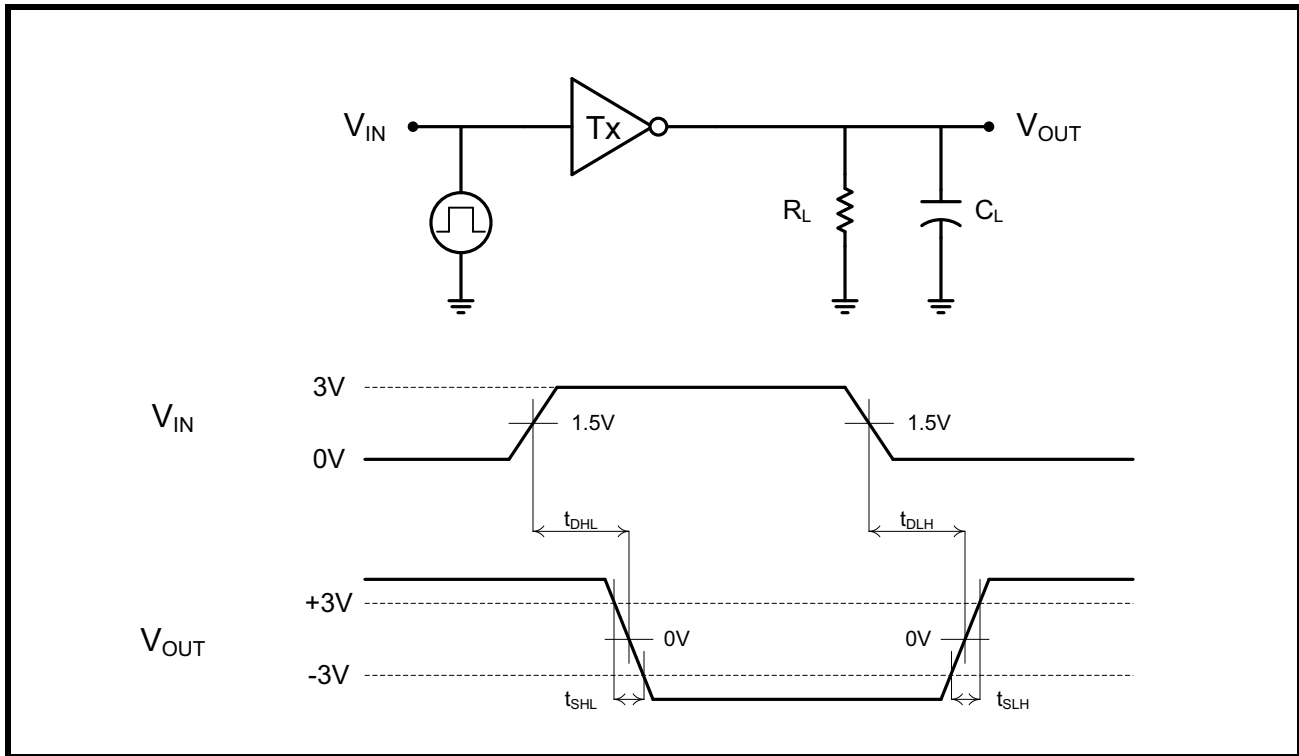 V_IN Tx V_OUT
R_L C_L
3V
V_IN 1.5V 1.5V
0V
t_DHL t_DLH
+3V
V_OUT 0V 0V
-3V
t_SHL t_SLH